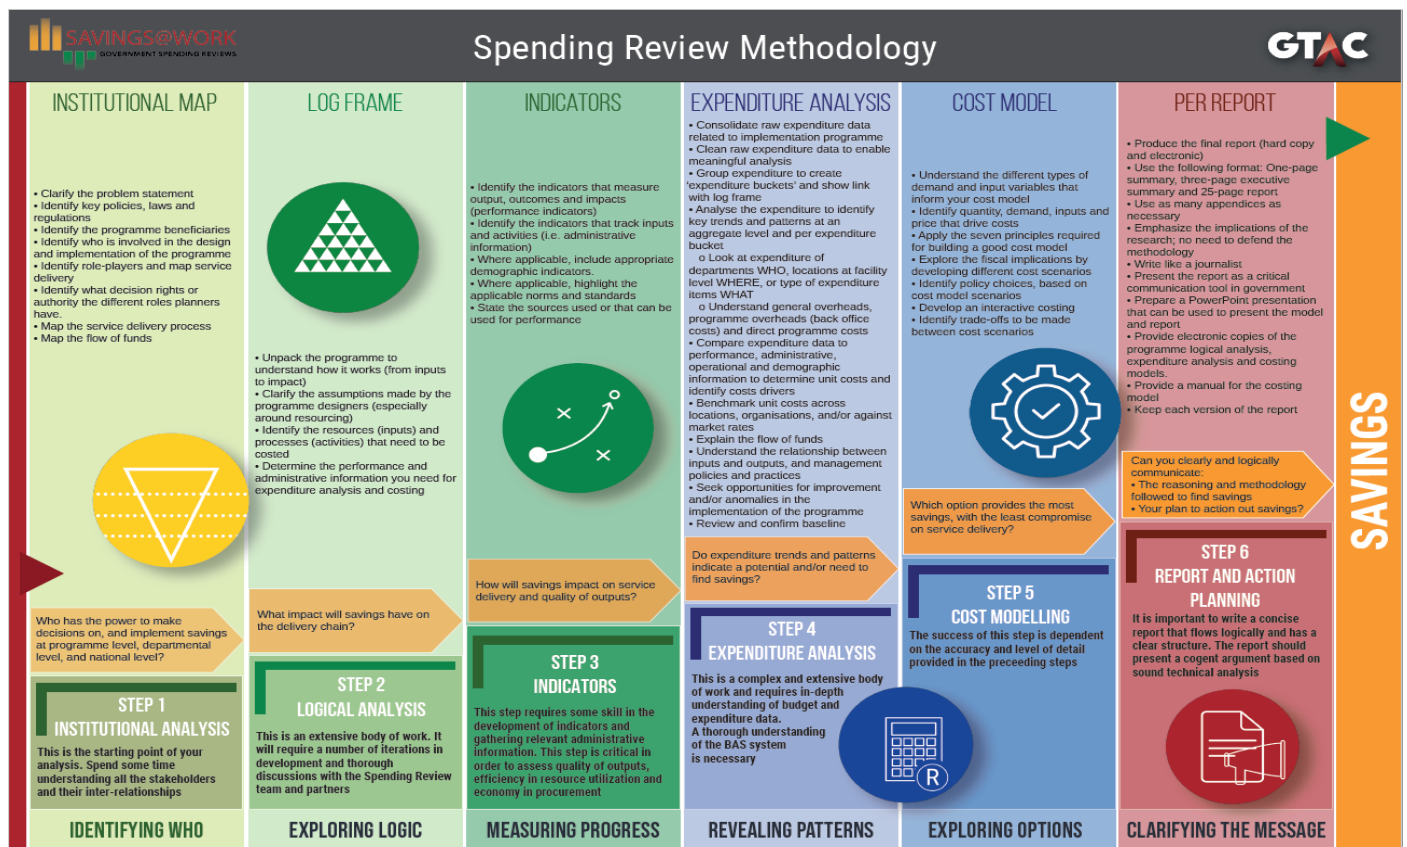 SAVINGS@WORK
GOVERNMENT SPENDING REVIEWS
Spending Review Methodology
GTAC
INSTITUTIONAL MAP
• Clarify the problem statement
• Identify key policies, laws and
regulations
• Identify the programme beneficiaries
• Identify who is involved in the design
and implementation of the programme
• Identify role-players and map service
delivery
• Identify what decision rights or
authority the different roles planners
have.
• Map the service delivery process
• Map the flow of funds
Who has the power to make
decisions on, and implement savings
at programme level, departmental
level, and national level?
STEP 1
INSTITUTIONAL ANALYSIS
This is the starting point of your
analysis. Spend some time
understanding all the stakeholders
and their inter-relationships
IDENTIFYING WHO
LOG FRAME
• Unpack the programme to
understand how it works (from inputs
to impact)
• Clarify the assumptions made by the
programme designers (especially
around resourcing)
• Identify the resources (inputs) and
processes (activities) that need to be
costed
• Determine the performance and
administrative information you need for
expenditure analysis and costing
What impact will savings have on
the delivery chain?
STEP 2
LOGICAL ANALYSIS
This is an extensive body of work. It
will require a number of iterations in
development and thorough
discussions with the Spending Review
team and partners
EXPLORING LOGIC
INDICATORS
• Identify the indicators that measure
output, outcomes and impacts
(performance indicators)
• Identify the indicators that track inputs
and activities (i.e. administrative
information)
• Where applicable, include appropriate
demographic indicators.
• Where applicable, highlight the
applicable norms and standards
• State the sources used or that can be
used for performance
How will savings impact on service
delivery and quality of outputs?
STEP 3
INDICATORS
This step requires some skill in the
development of indicators and
gathering relevant administrative
information. This step is critical in
order to assess quality of outputs,
efficiency in resource utilization and
economy in procurement
MEASURING PROGRESS
EXPENDITURE ANALYSIS
• Consolidate raw expenditure data
related to implementation programme
• Clean raw expenditure data to enable
meaningful analysis
• Group expenditure to create
'expenditure buckets' and show link
with log frame
• Analyse the expenditure to identify
key trends and patterns at an
aggregate level and per expenditure
bucket
o Look at expenditure of
departments WHO, locations at facility
level WHERE, or type of expenditure
items WHAT
o Understand general overheads,
programme overheads (back office
costs) and direct programme costs
• Compare expenditure data to
performance, administrative,
operational and demographic
information to determine unit costs and
identify costs drivers
• Benchmark unit costs across
locations, organisations, and/or against
market rates
• Explain the flow of funds
• Understand the relationship between
inputs and outputs, and management
policies and practices
• Seek opportunities for improvement
and/or anomalies in the
implementation of the programme
• Review and confirm baseline
Do expenditure trends and patterns
indicate a potential and/or need to
find savings?
STEP 4
EXPENDITURE ANALYSIS
This is a complex and extensive body
of work and requires in-depth
understanding of budget and
expenditure data.
A thorough understanding
of the BAS system
is necessary
REVEALING PATTERNS
COST MODEL
• Understand the different types of
demand and input variables that
inform your cost model
• Identify quantity, demand, inputs and
price that drive costs
• Apply the seven principles required
for building a good cost model
• Explore the fiscal implications by
developing different cost scenarios
• Identify policy choices, based on
cost model scenarios
• Develop an interactive costing
• Identify trade-offs to be made
between cost scenarios
Which option provides the most
savings, with the least compromise
on service delivery?
STEP 5
COST MODELLING
The success of this step is dependent
on the accuracy and level of detail
provided in the preceeding steps
R
EXPLORING OPTIONS
PER REPORT
• Produce the final report (hard copy
and electronic)
• Use the following format: One-page
summary, three-page executive
summary and 25-page report
• Use as many appendices as
necessary
• Emphasize the implications of the
research; no need to defend the
methodology
• Write like a journalist
• Present the report as a critical
communication tool in government
• Prepare a PowerPoint presentation
that can be used to present the model
and report
• Provide electronic copies of the
programme logical analysis,
expenditure analysis and costing
models.
• Provide a manual for the costing
model
• Keep each version of the report
Can you clearly and logically
communicate:
• The reasoning and methodology
followed to find savings
• Your plan to action out savings?
STEP 6
REPORT AND ACTION
PLANNING
It is important to write a concise
report that flows logically and has a
clear structure. The report should
present a cogent argument based on
sound technical analysis
CLARIFYING THE MESSAGE
SAVINGS